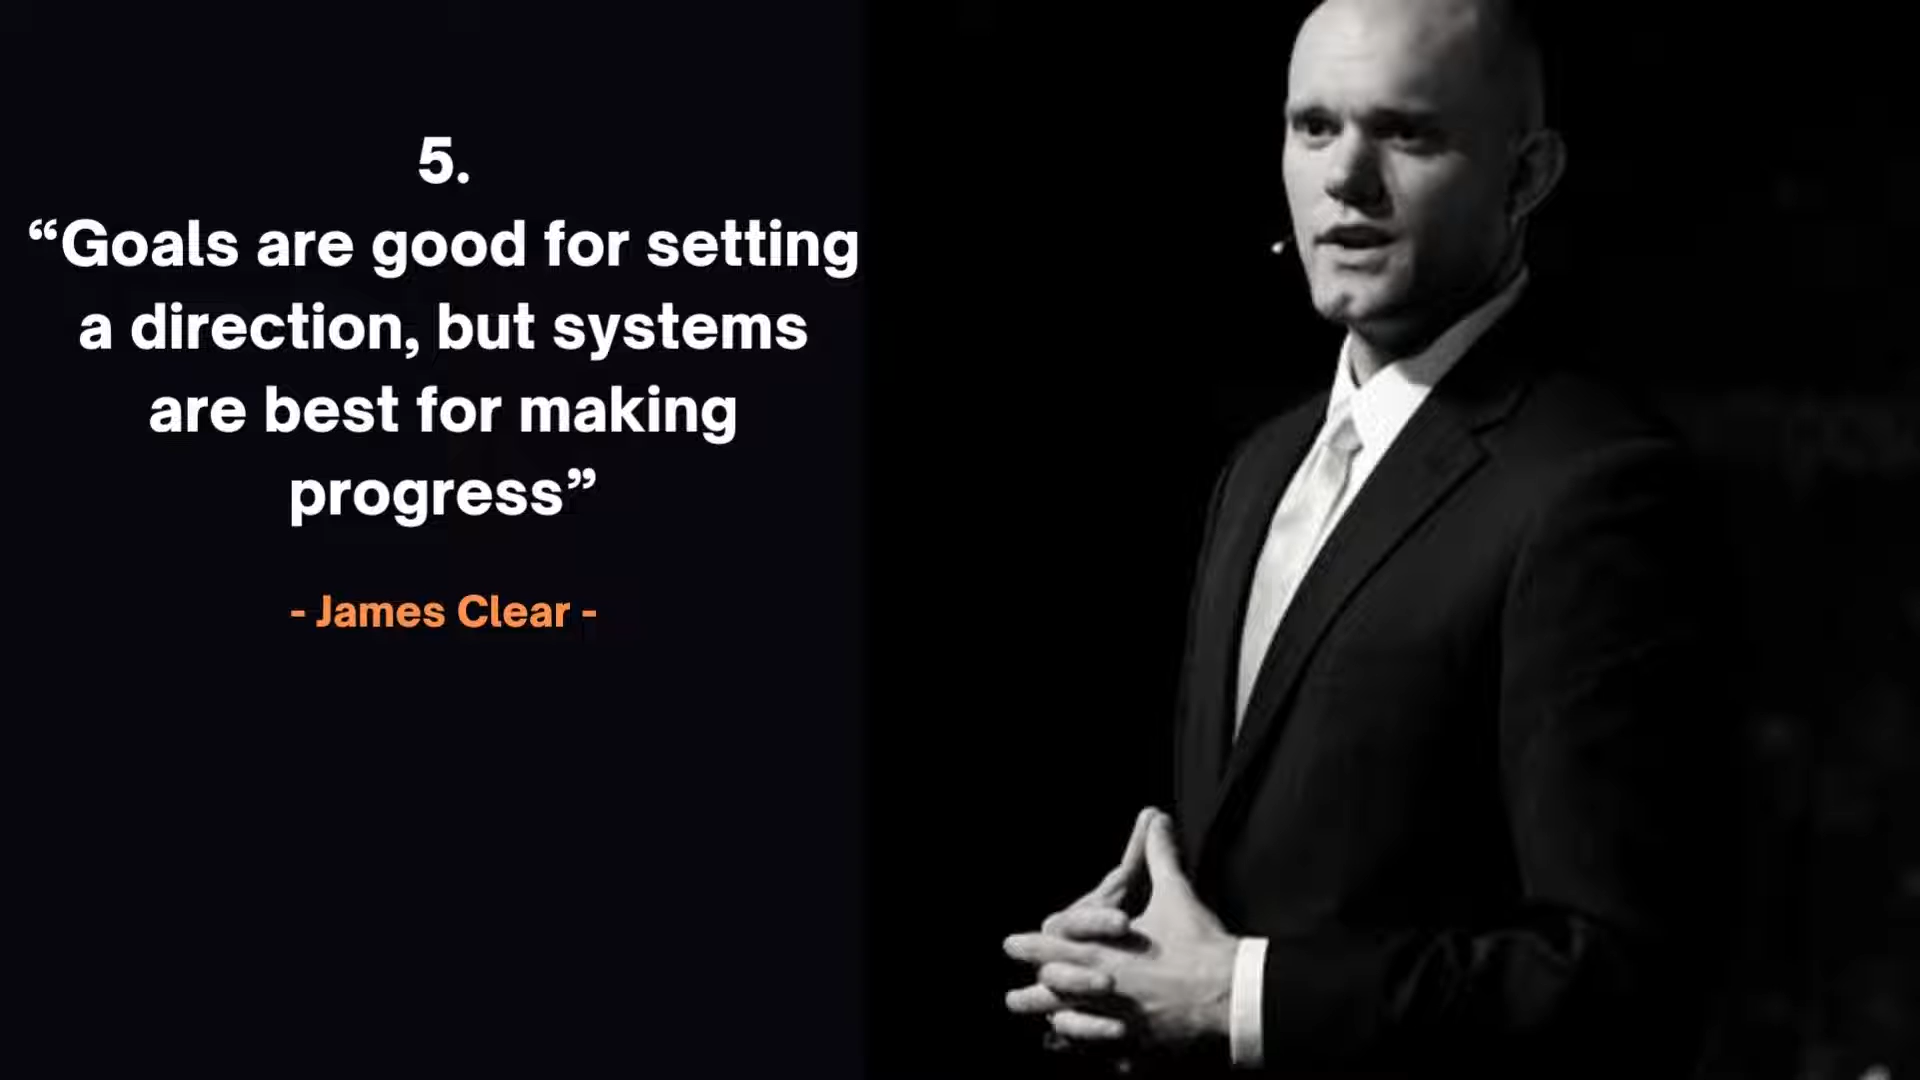 5.
“Goals are good for setting
a direction, but systems
are best for making
progress”
- James Clear -